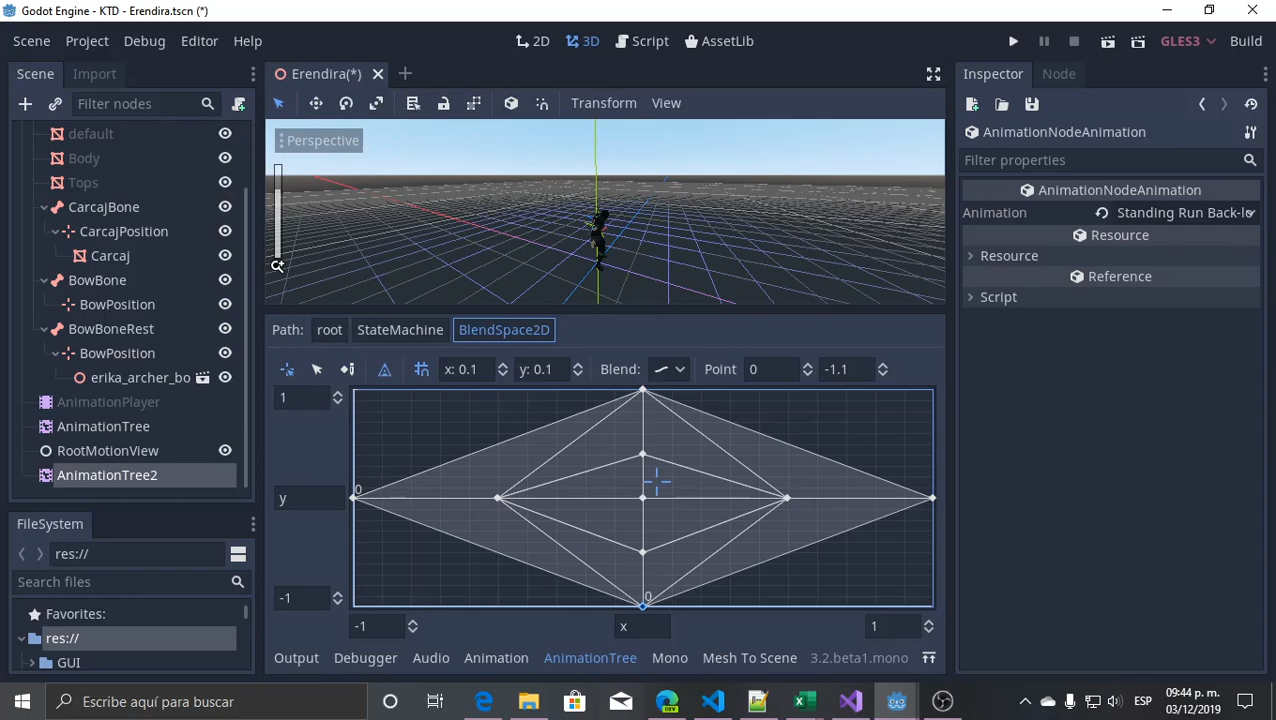 Godot Engine - KTD - Erendira.tscn (*)
Scene Project Debug Editor Help
2D 3D Script AssetLib
GLES3 Build
Scene Import
Filter nodes
default
Body
Tops
CarcajBone
CarcajPosition
Carcaj
BowBone
BowPosition
BowBoneRest
BowPosition
erika_archer_bo
AnimationPlayer
AnimationTree
RootMotionView
AnimationTree2
FileSystem
res://
Search files
Favorites:
res://
GUI
Erendira(*)
Transform View
Perspective
Path: root StateMachine BlendSpace2D
x: 0.1 y: 0.1 Blend: Point 0 -1.1
1
0
y
0
-1
-1 x 1
Output Debugger Audio Animation AnimationTree Mono Mesh To Scene 3.2.beta1.mono
Inspector Node
AnimationNodeAnimation
Filter properties
AnimationNodeAnimation
Animation Standing Run Back-lo
Resource
Resource
Reference
Script
Escribe aquí para buscar
DEV
ESP
09:44 p. m.
03/12/2019